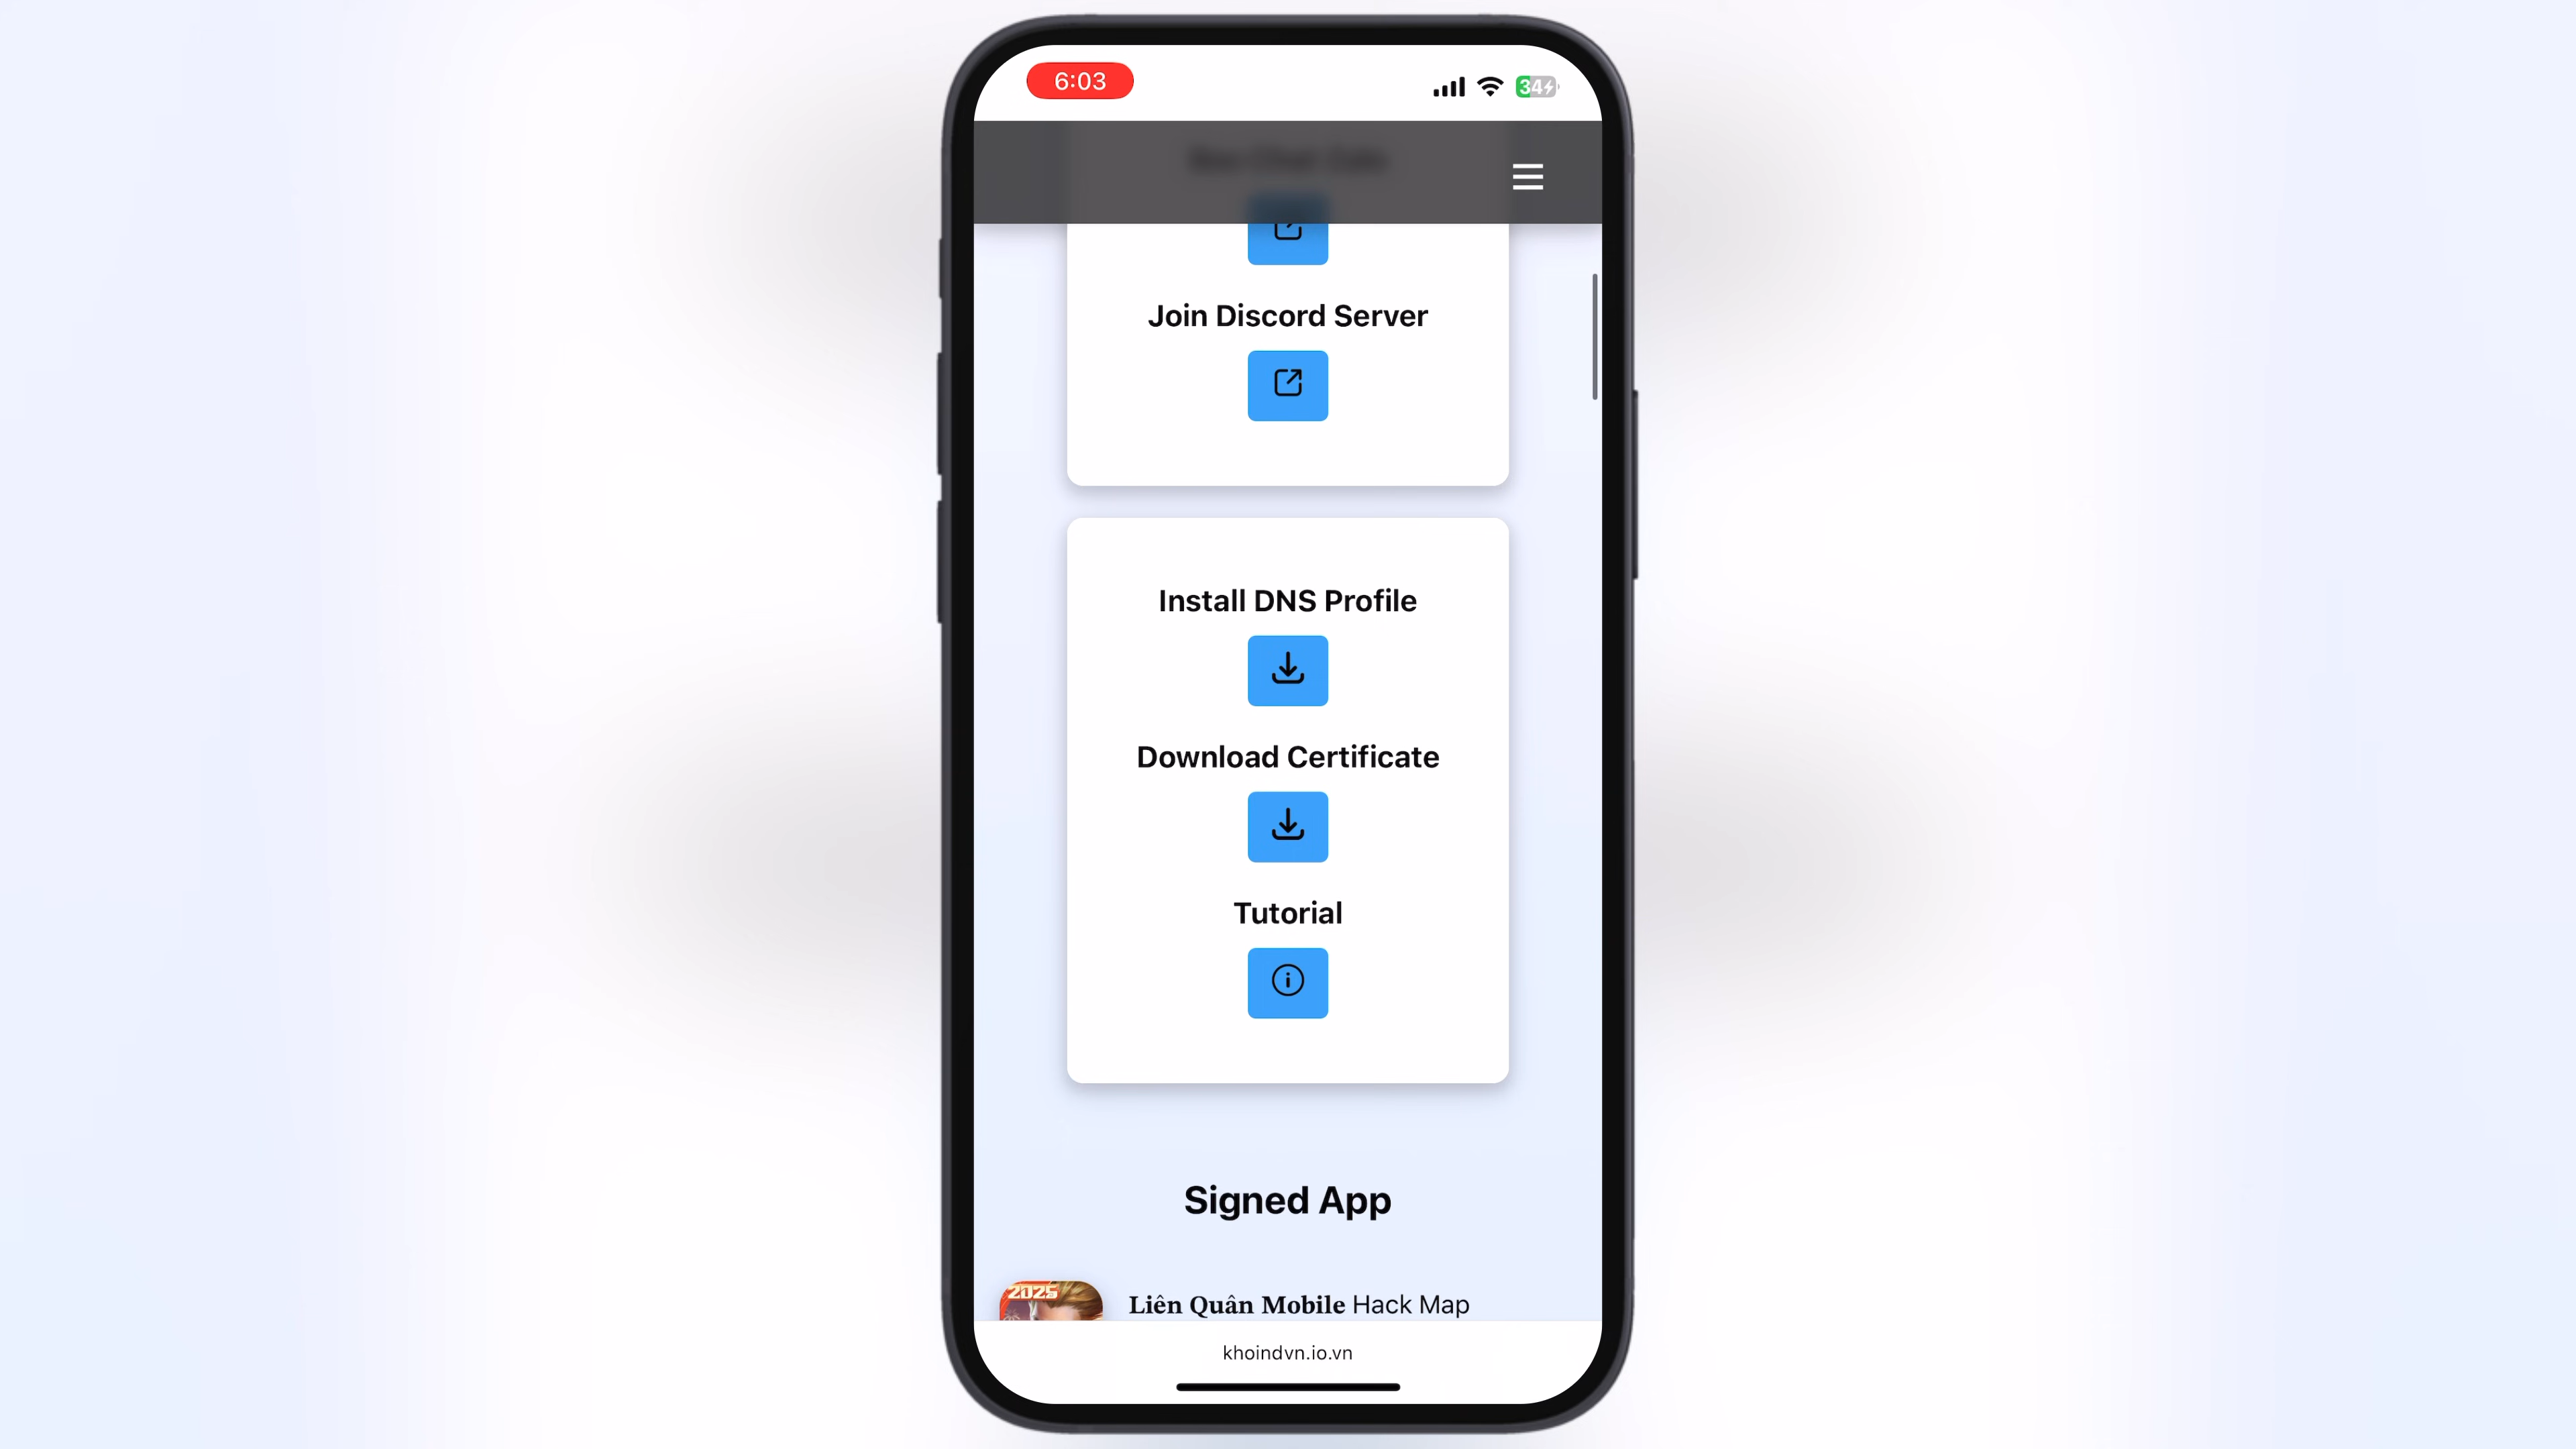 6:03
34
Join Discord Server
Install DNS Profile
Download Certificate
Tutorial
Signed App
2025
Liên Quân Mobile Hack Map
khoindvn.io.vn